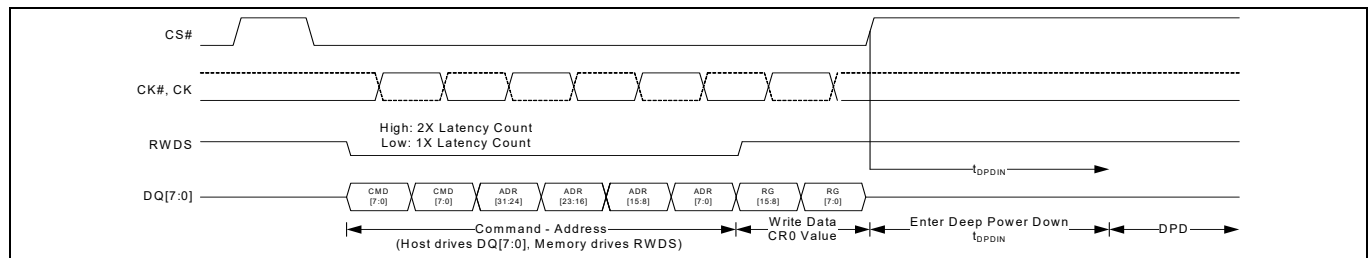 CS#
CK#, CK
High: 2X Latency Count
Low: 1X Latency Count
RWDS
tDPDIN
DQ[7:0]
CMD [7:0]
CMD [7:0]
ADR [31:24]
ADR [23:16]
ADR [15:8]
ADR [7:0]
RG [15:8]
RG [7:0]
Command - Address
(Host drives DQ[7:0], Memory drives RWDS)
Write Data
CR0 Value
Enter Deep Power Down
tDPDIN
DPD